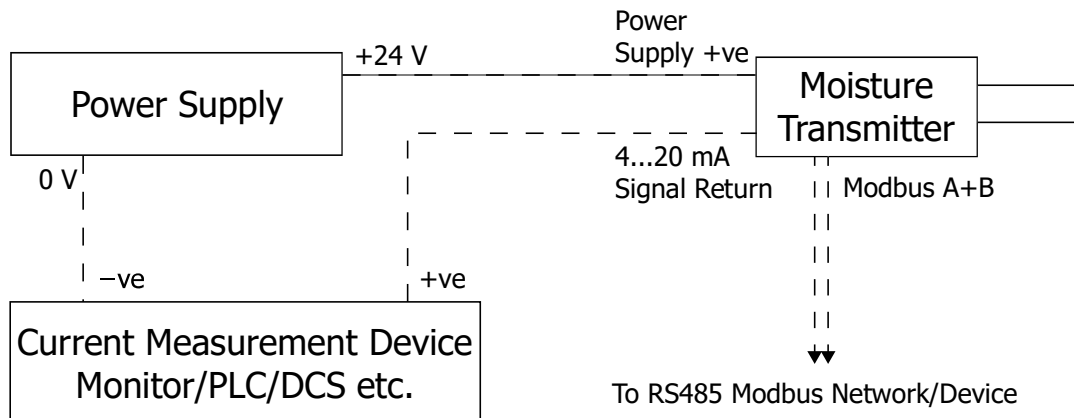 Power
Supply +ve
+24 V
Power Supply
Moisture
Transmitter
0 V
4...20 mA
Signal Return
Modbus A+B
−ve
+ve
Current Measurement Device
Monitor/PLC/DCS etc.
To RS485 Modbus Network/Device